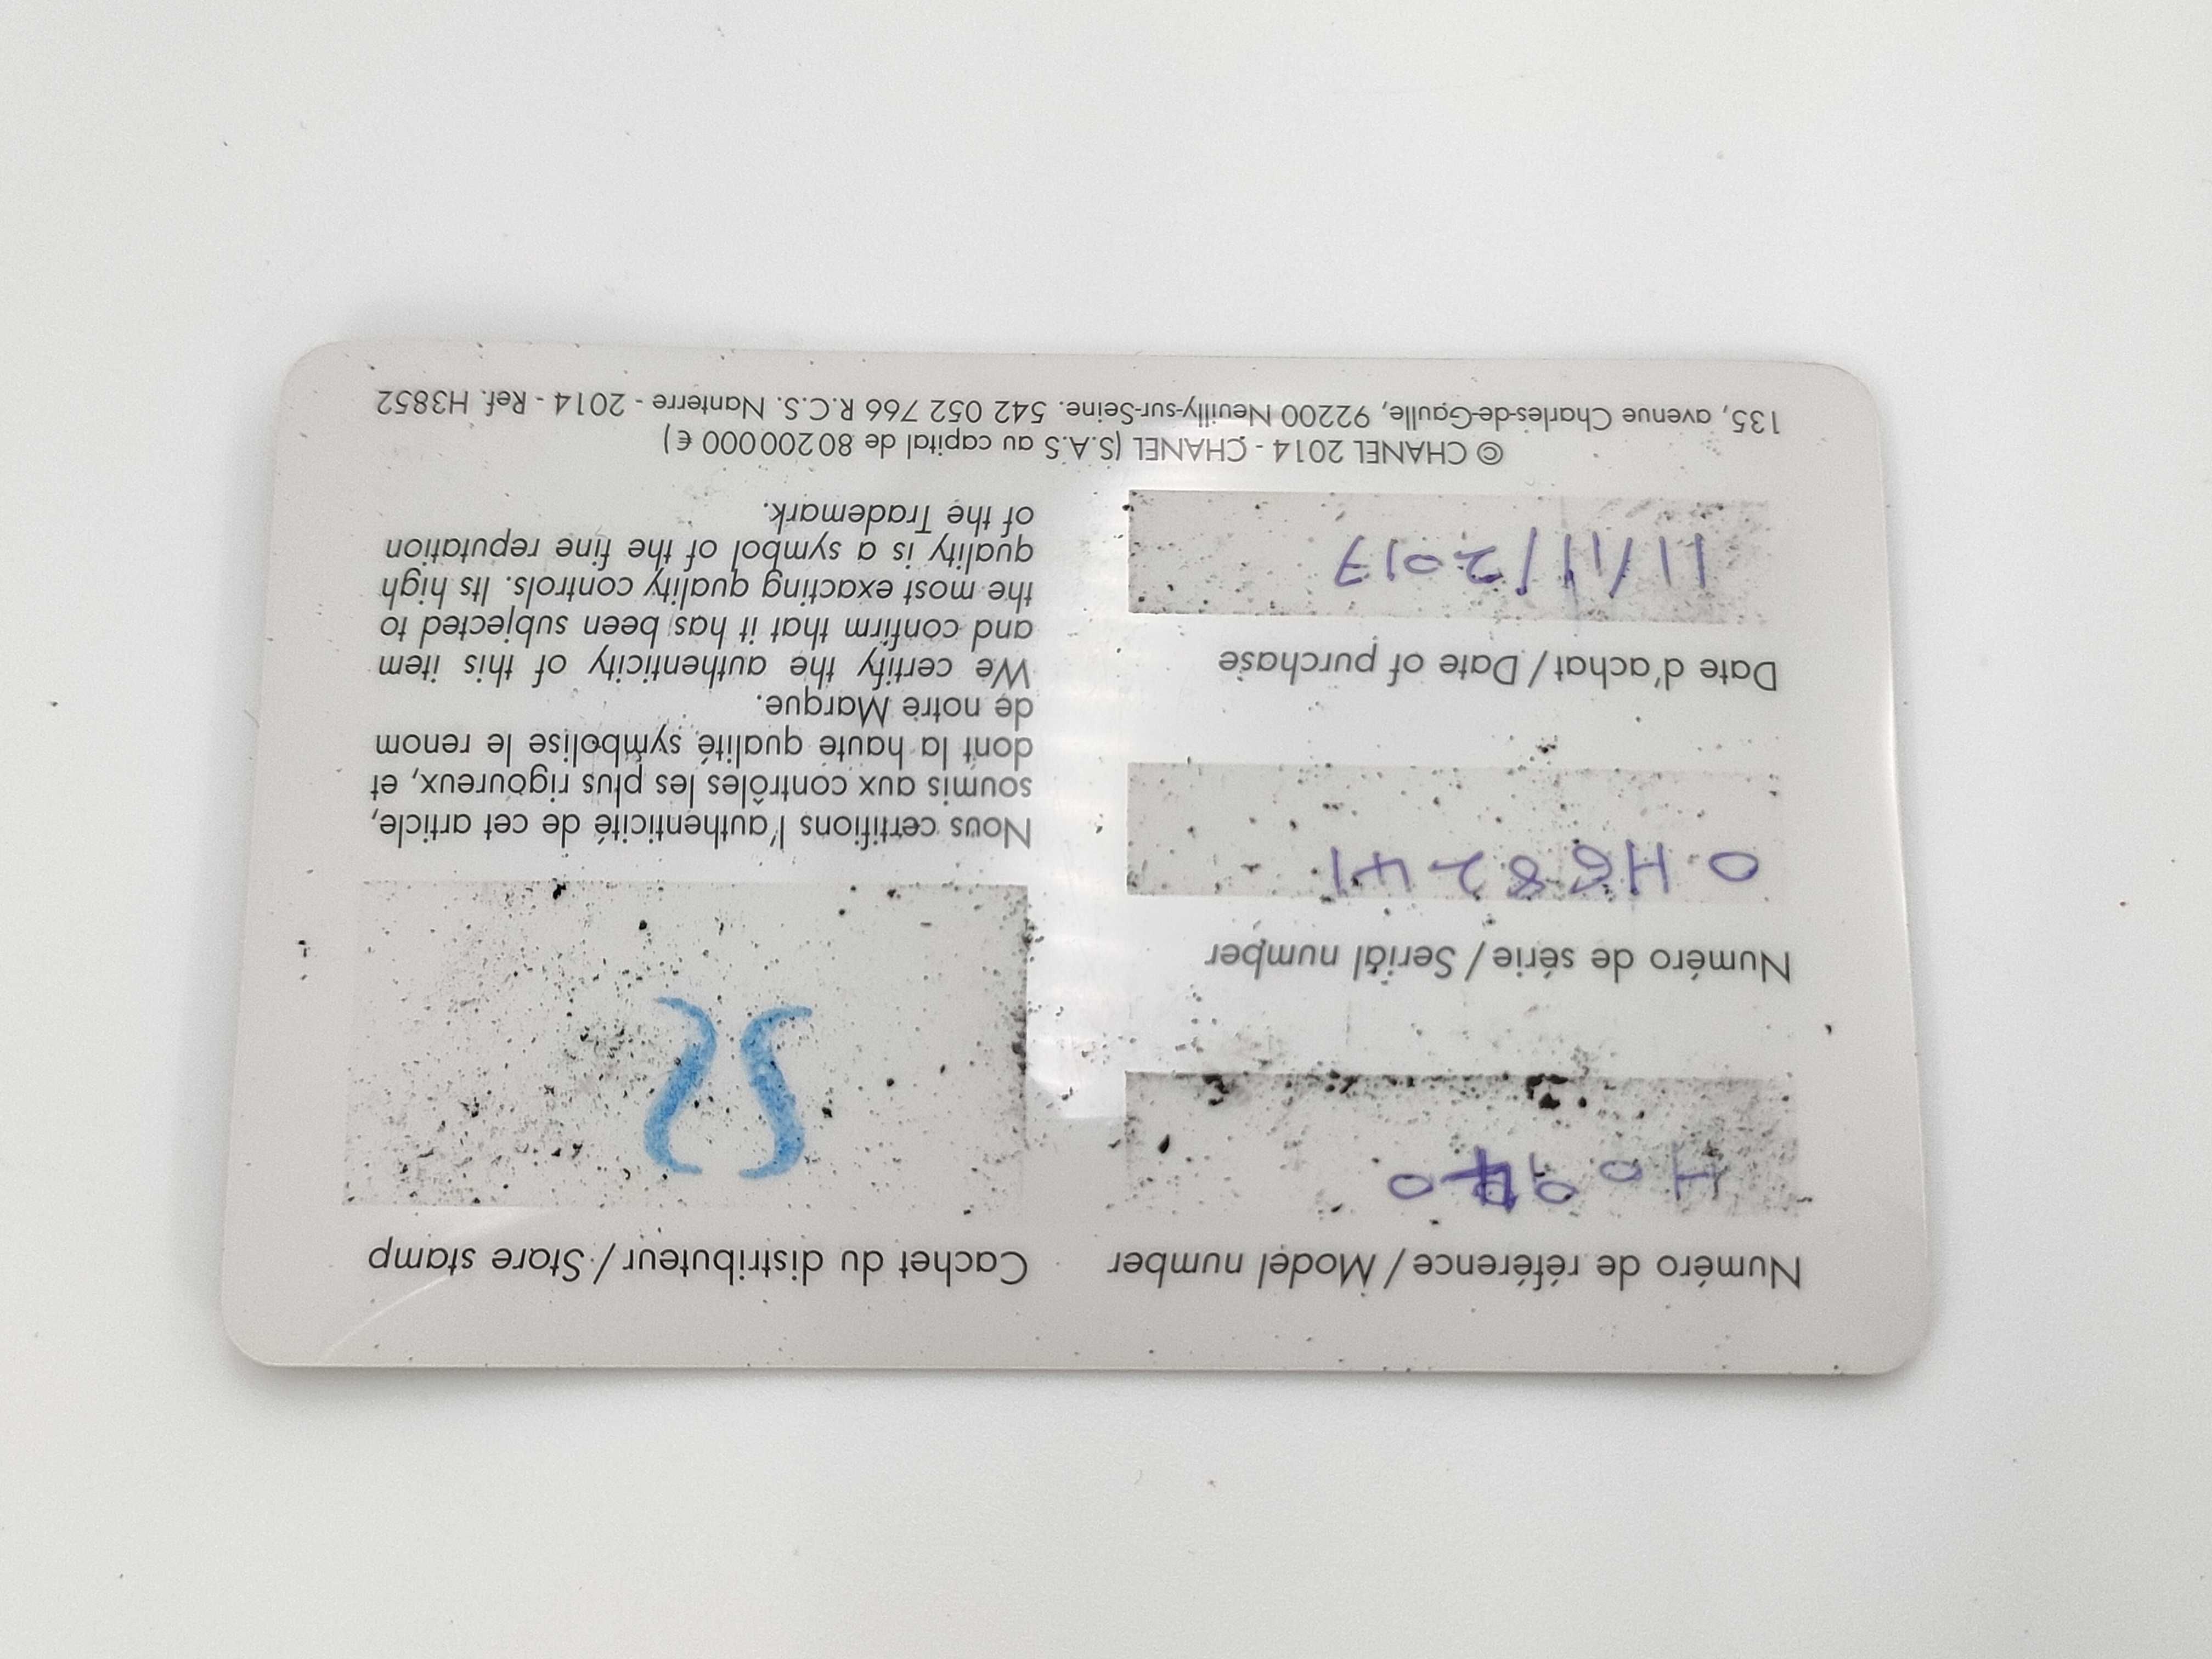 Numéro de référence / Model number
Numéro de série / Serial number
O H68241
Date d'achat / Date of purchase
11/11/2017
Cachet du distributeur / Store stamp
Nous certifions l'authenticité de cet article,
soumis aux contrôles les plus rigoureux, et
dont la haute qualité symbolise le renom
de notre Marque.
We certify the authenticity of this item
and confirm that it has been subjected to
the most exacting quality controls. Its high
quality is a symbol of the fine reputation
of the Trademark.
© CHANEL 2014 - CHANEL (S.A.S au capital de 80200000 €)
135, avenue Charles-de-Gaulle, 92200 Neuilly-sur-Seine. 542 052 766 R.C.S. Nanterre - 2014 - Ref. H3852